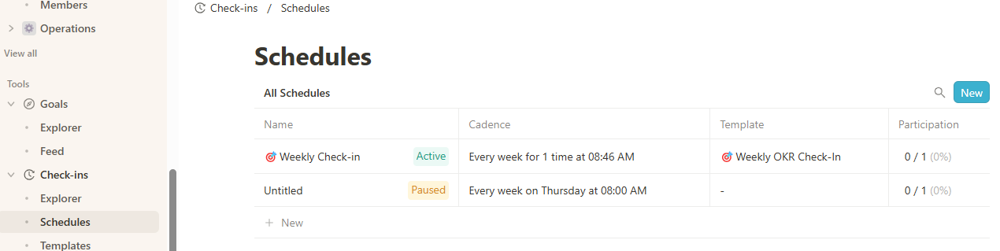 Members
Operations
View all
Tools
Goals
Explorer
Feed
Check-ins
Explorer
Schedules
Templates
Check-ins / Schedules
Schedules
All Schedules New
Name Cadence Template Participation
Weekly Check-in Active Every week for 1 time at 08:46 AM Weekly OKR Check-In 0 / 1 (0%)
Untitled Paused Every week on Thursday at 08:00 AM - 0 / 1 (0%)
+ New